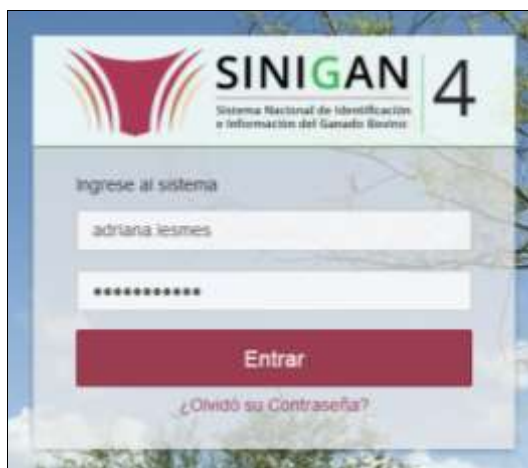 SINIGAN 4
Sistema Nacional de Identificación
e Información del Ganado Bovino
Ingrese al sistema
adriana lesmes
•••••••••••
Entrar
¿Olvidó su Contraseña?